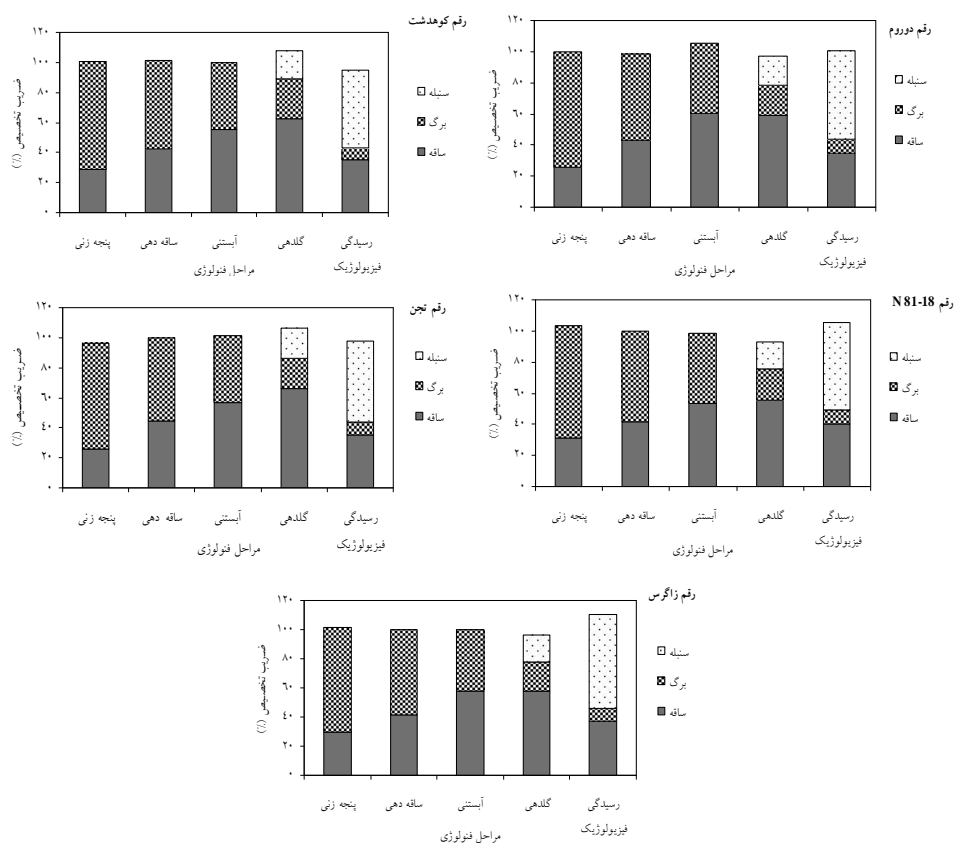 رقم کوهدشت
ضریب تخصیص (٪)
۱۲۰
۱۰۰
۸۰
۶۰
۴۰
۲۰
۰
سنبله
برگ
ساقه
پنجه زنی
ساقه دهی
آبستنی
گلدهی
رسیدگی
فیزیولوژیک
مراحل فنولوژی
رقم دوروم
ضریب تخصیص (٪)
۱۲۰
۱۰۰
۸۰
۶۰
۴۰
۲۰
۰
سنبله
برگ
ساقه
پنجه زنی
ساقه دهی
آبستنی
گلدهی
رسیدگی
فیزیولوژیک
مراحل فنولوژی
رقم تجن
ضریب تخصیص (٪)
۱۲۰
۱۰۰
۸۰
۶۰
۴۰
۲۰
۰
سنبله
برگ
ساقه
پنجه زنی
ساقه دهی
آبستنی
گلدهی
رسیدگی
فیزیولوژیک
مراحل فنولوژی
رقم N 81-18
ضریب تخصیص (٪)
۱۲۰
۱۰۰
۸۰
۶۰
۴۰
۲۰
۰
سنبله
برگ
ساقه
پنجه زنی
ساقه دهی
آبستنی
گلدهی
رسیدگی
فیزیولوژیک
مراحل فنولوژی
رقم زاگرس
ضریب تخصیص (٪)
۱۲۰
۱۰۰
۸۰
۶۰
۴۰
۲۰
۰
سنبله
برگ
ساقه
پنجه زنی
ساقه دهی
آبستنی
گلدهی
رسیدگی
فیزیولوژیک
مراحل فنولوژی